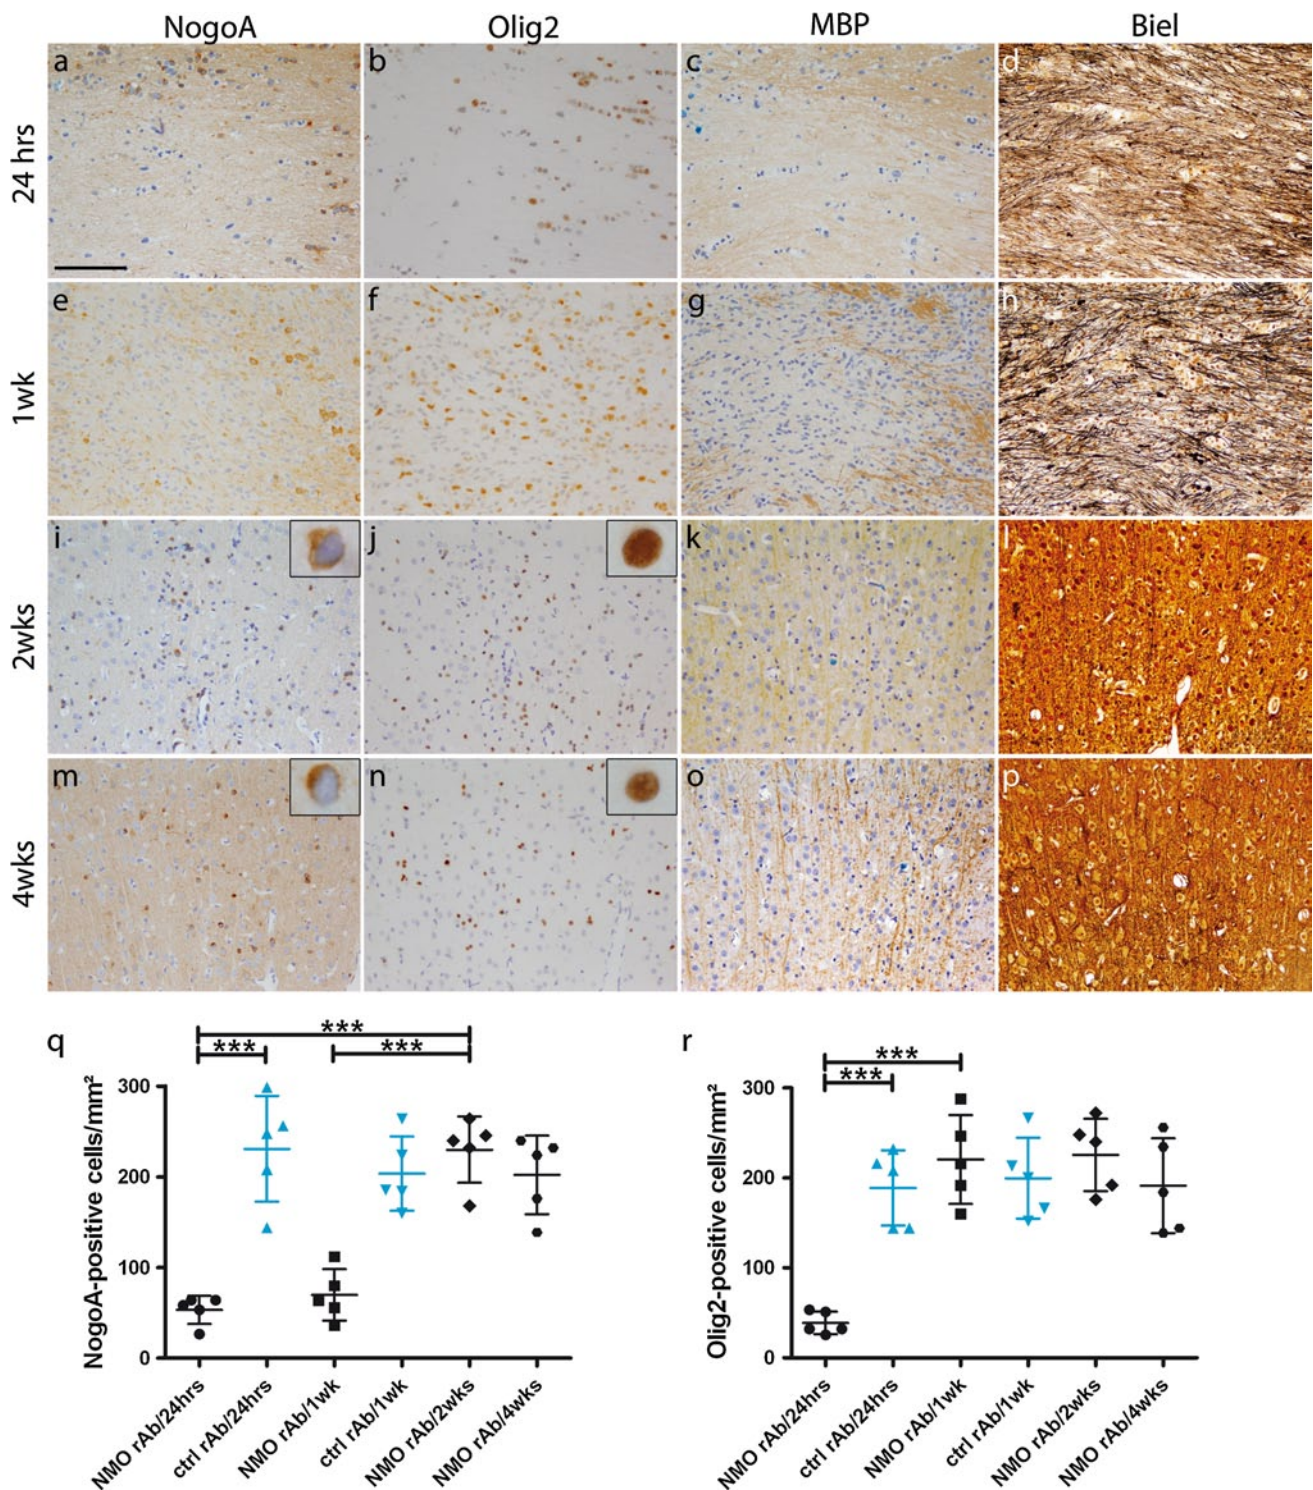 NogoA Olig2 MBP Biel
24 hrs
a b c d
1wk
e f g h
2wks
i j k l
4wks
m n o p
q
***
*** ***
NogoA-positive cells/mm²
300
200
100
0
NMO rAb/24hrs
ctrl rAb/24hrs
NMO rAb/1wk
ctrl rAb/1wk
NMO rAb/2wks
NMO rAb/4wks
r
***
***
Olig2-positive cells/mm²
300
200
100
0
NMO rAb/24hrs
ctrl rAb/24hrs
NMO rAb/1wk
ctrl rAb/1wk
NMO rAb/2wks
NMO rAb/4wks